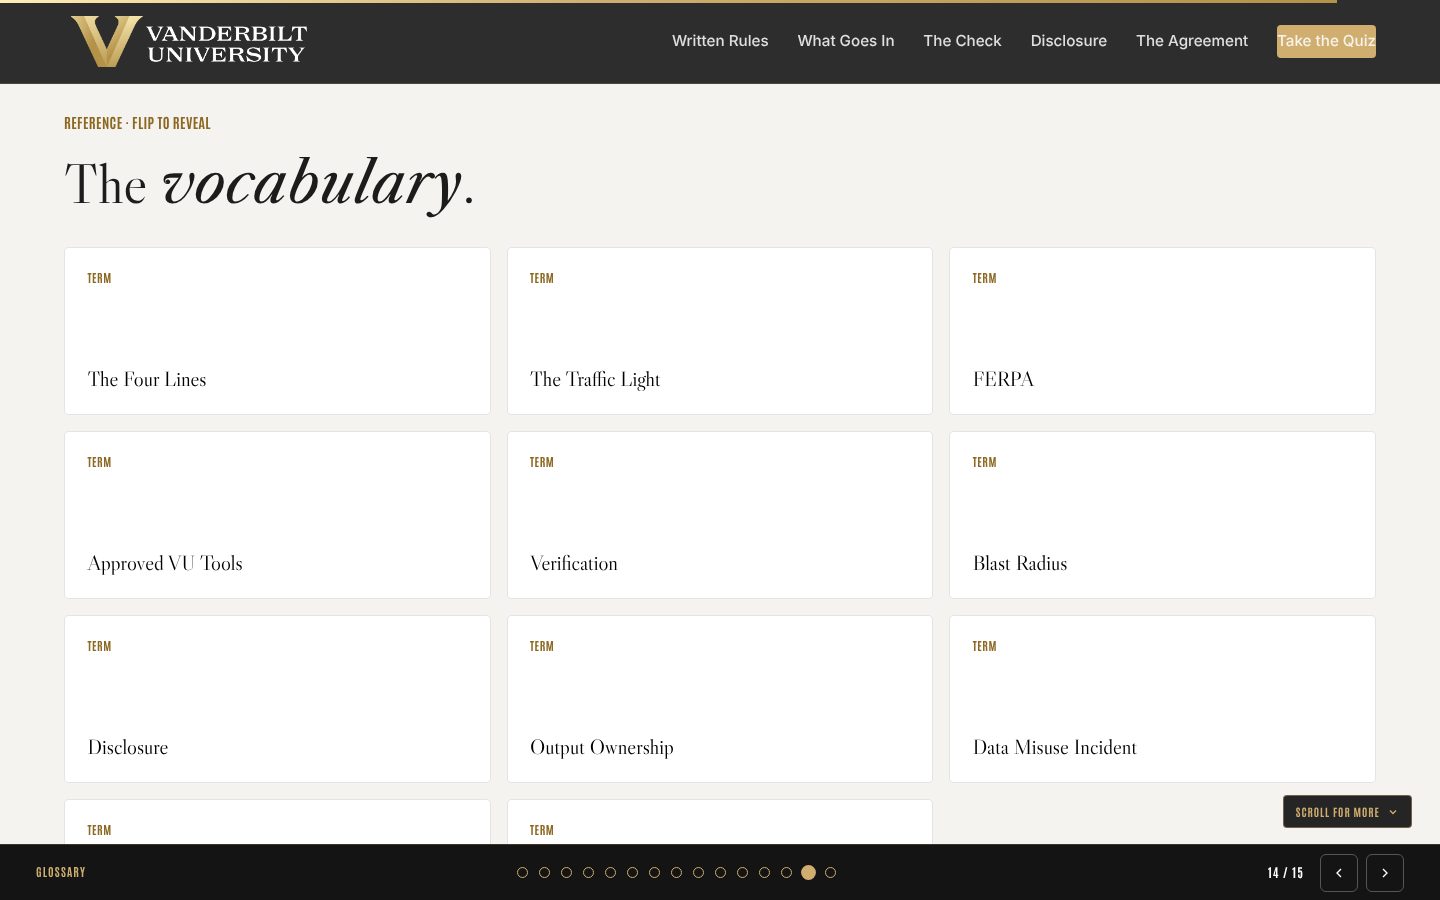 VANDERBILT
UNIVERSITY
Written Rules
What Goes In
The Check
Disclosure
The Agreement
Take the Quiz
REFERENCE · FLIP TO REVEAL
The vocabulary.
TERM
The Four Lines
TERM
The Traffic Light
TERM
FERPA
TERM
Approved VU Tools
TERM
Verification
TERM
Blast Radius
TERM
Disclosure
TERM
Output Ownership
TERM
Data Misuse Incident
TERM
TERM
SCROLL FOR MORE
GLOSSARY
14 / 15